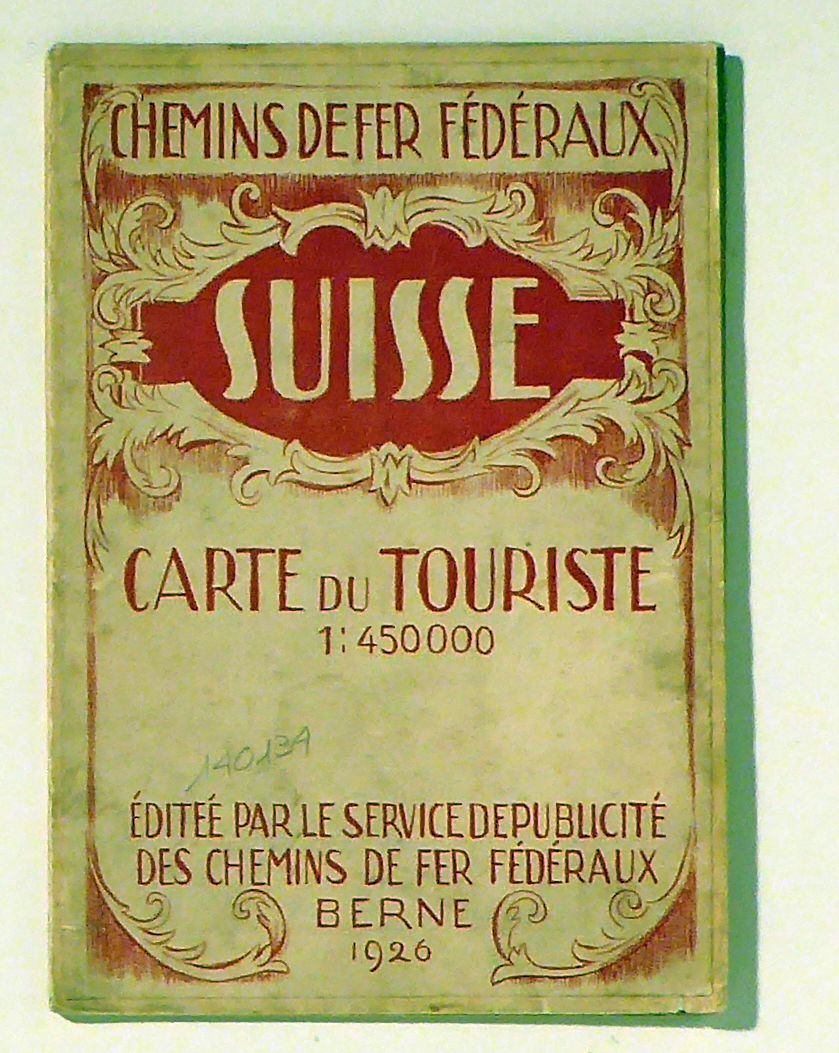 CHEMINS DE FER FÉDÉRAUX
SUISSE
CARTE DU TOURISTE
1:450000
140139
ÉDITEÉ PAR LE SERVICE DE PUBLICITÉ
DES CHEMINS DE FER FÉDÉRAUX
BERNE
1926